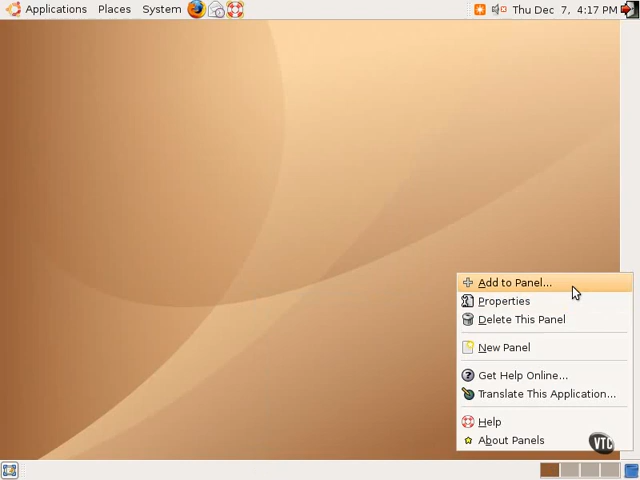 Applications Places System Thu Dec 7, 4:17 PM
Add to Panel...
Properties
Delete This Panel
New Panel
Get Help Online...
Translate This Application...
Help
About Panels
VTC